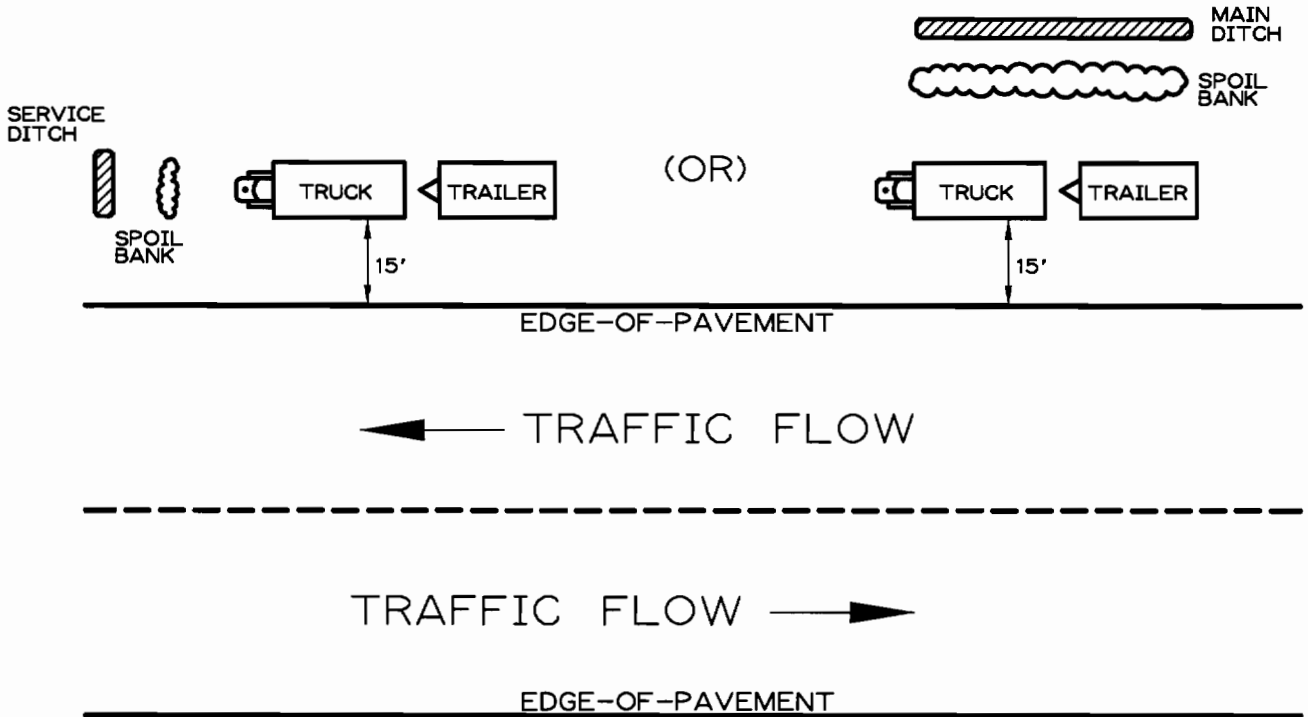 MAIN
DITCH
SPOIL
BANK
SERVICE
DITCH
(OR)
TRUCK
TRAILER
TRUCK
TRAILER
SPOIL
BANK
15'
15'
EDGE-OF-PAVEMENT
TRAFFIC FLOW
TRAFFIC FLOW
EDGE-OF-PAVEMENT